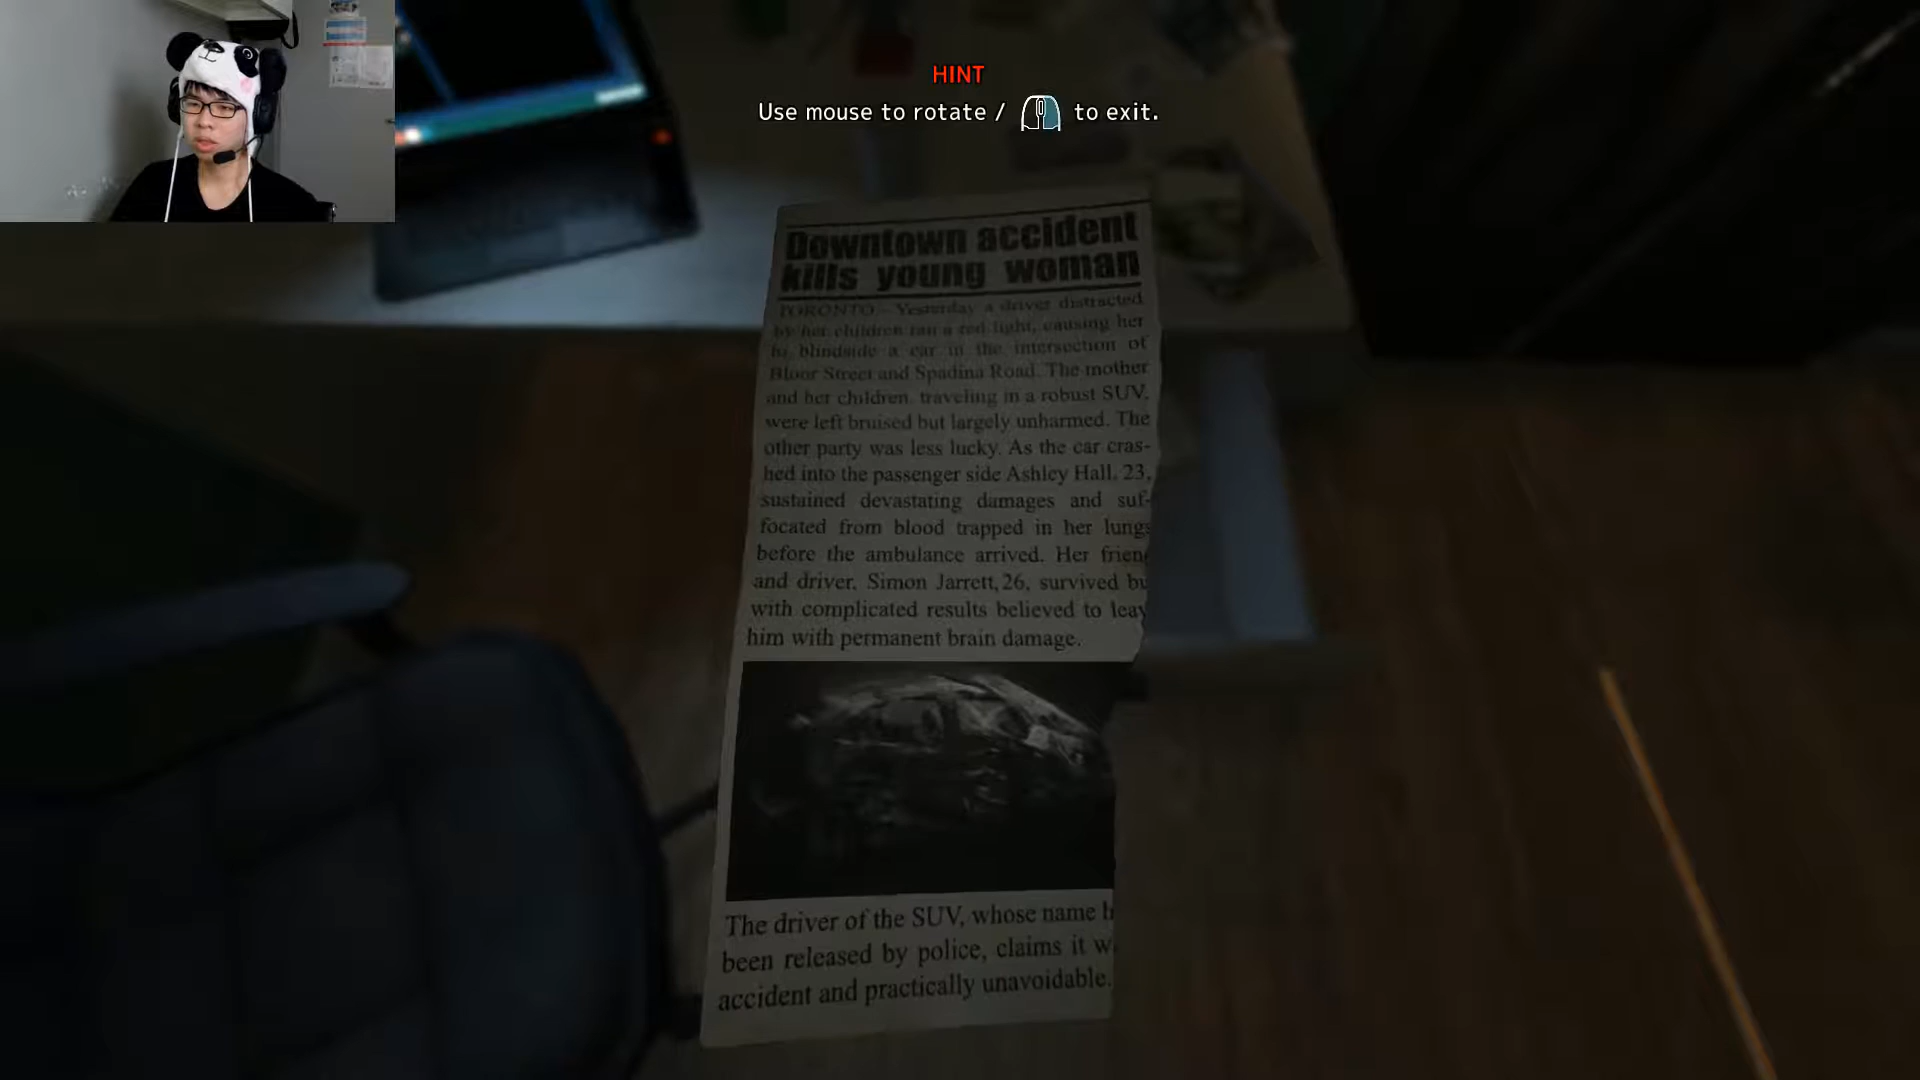 HINT
Use mouse to rotate / to exit.
Downtown accident
kills young woman
TORONTO - Yesterday a driver distracted
by her children ran a red light, causing her
to blindside a car in the intersection of
Bloor Street and Spadina Road. The mother
and her children, traveling in a robust SUV,
were left bruised but largely unharmed. The
other party was less lucky. As the car cras-
hed into the passenger side Ashley Hall, 23,
sustained devastating damages and suf-
focated from blood trapped in her lungs
before the ambulance arrived. Her frien
and driver, Simon Jarrett, 26, survived bu
with complicated results believed to leav
him with permanent brain damage.
The driver of the SUV, whose name h
been released by police, claims it w
accident and practically unavoidable.